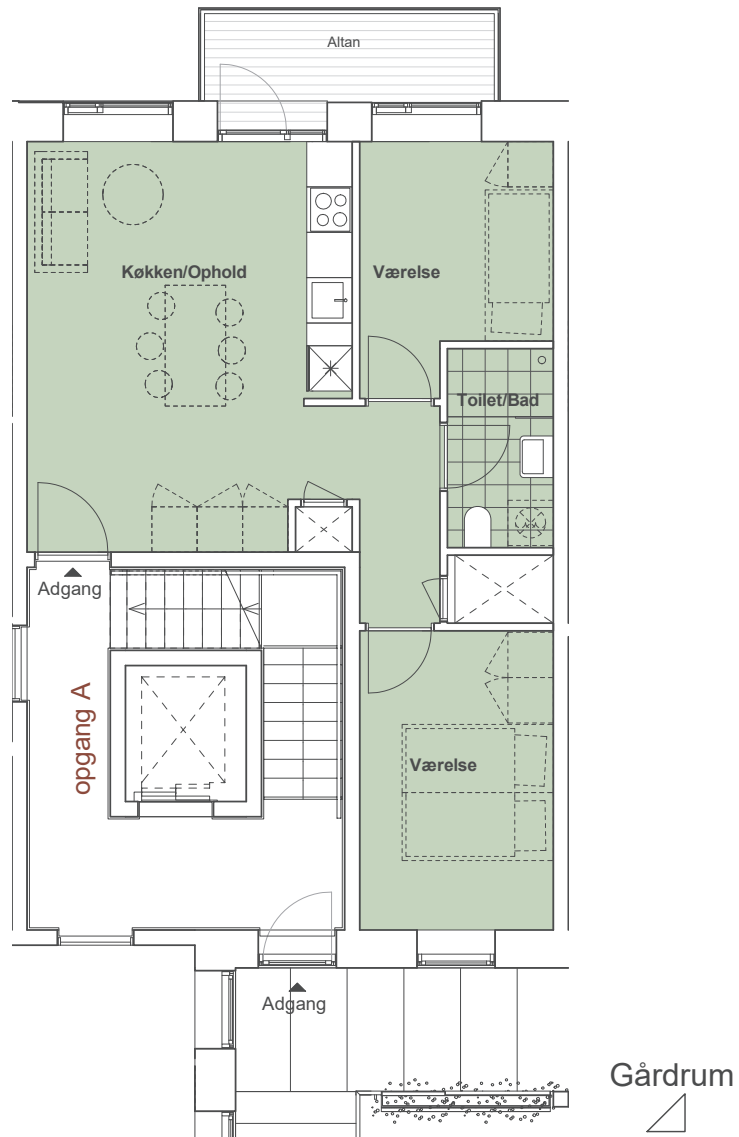 Altan
Køkken/Ophold
Værelse
Toilet/Bad
Adgang
opgang A
Værelse
Adgang
Gårdrum